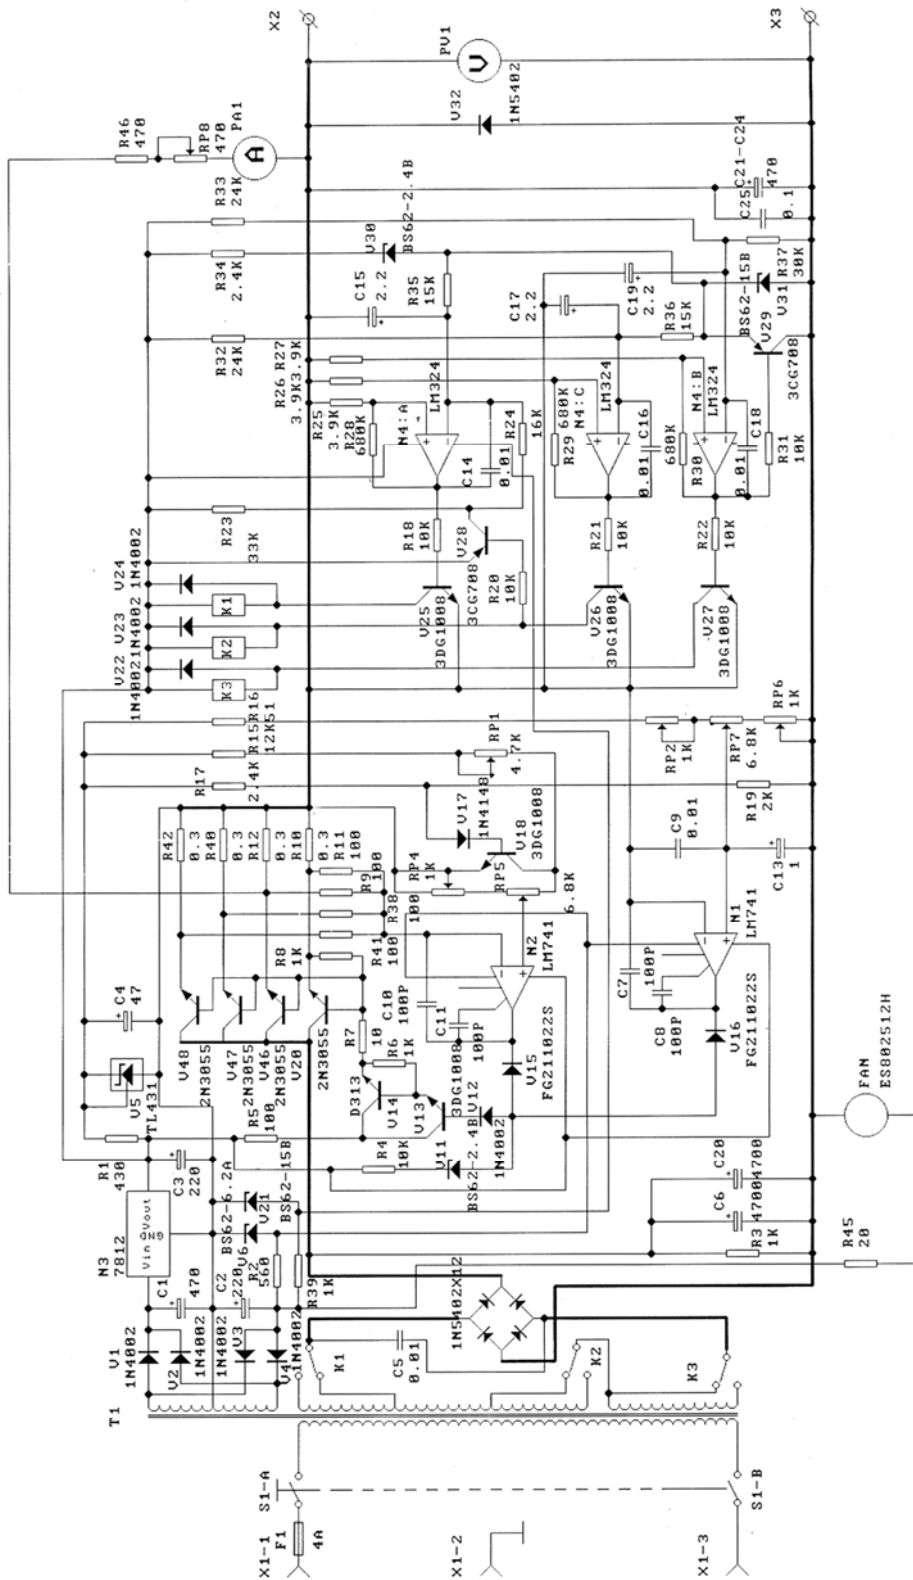 X1-1
F1
4A
X1-2
X1-3
S1-A
S1-B
T1
K1
K2
K3
C5
0.01
1N5402X12
V1
1N4002
V2
1N4002
V3
1N4002
V4
1N4002
C1
470
C2
220
N3
7812
Vin
GND
Vout
R2
560
R39
1K
V6
BS62-6.2A
V21
BS62-15B
C3
220
R1
430
V5
TL431
C4
47
R5
100
R4
10K
V11
BS62-2.4B
V12
1N4002
V13
3DG1008
V14
D313
R6
1K
R7
10
R8
1K
V48
2N3055
V47
2N3055
V46
2N3055
V20
2N3055
R42
0.3
R40
0.3
R12
0.3
R10
0.3
R11
100
R9
100
R38
100
R41
100
C10
100P
C11
100P
V15
FG211022S
N2
LM741
RP4
1K
RP5
6.8K
V17
1N4148
V18
3DG1008
RP1
4.7K
R17
2.4K
R15
12K
R16
51
R3
1K
C6
4700
C20
4700
R45
20
FAN
ES802512H
V16
FG211022S
C7
100P
C8
100P
N1
LM741
C9
0.01
C13
1
R19
2K
RP2
1K
RP7
6.8K
RP6
1K
V22
1N4002
V23
1N4002
V24
1N4002
K3
K2
K1
R23
33K
V25
3DG1008
V26
3DG1008
V27
3DG1008
V28
3CG708
R18
10K
R20
10K
R21
10K
R22
10K
R24
16K
C14
0.01
N4:A
LM324
R25
3.9K
R28
680K
R26
3.9K
R27
3.9K
R29
680K
N4:C
LM324
C16
0.01
R30
680K
N4:B
LM324
C18
0.01
R31
10K
V29
3CG708
R32
24K
R34
2.4K
R33
24K
C15
2.2
R35
15K
V30
BS62-2.4B
C17
2.2
C19
2.2
R36
15K
BS62-15B
V31
R37
30K
C25
0.1
C21-C24
470
V32
1N5402
PV1
V
PA1
A
RP8
470
R46
470
X2
X3